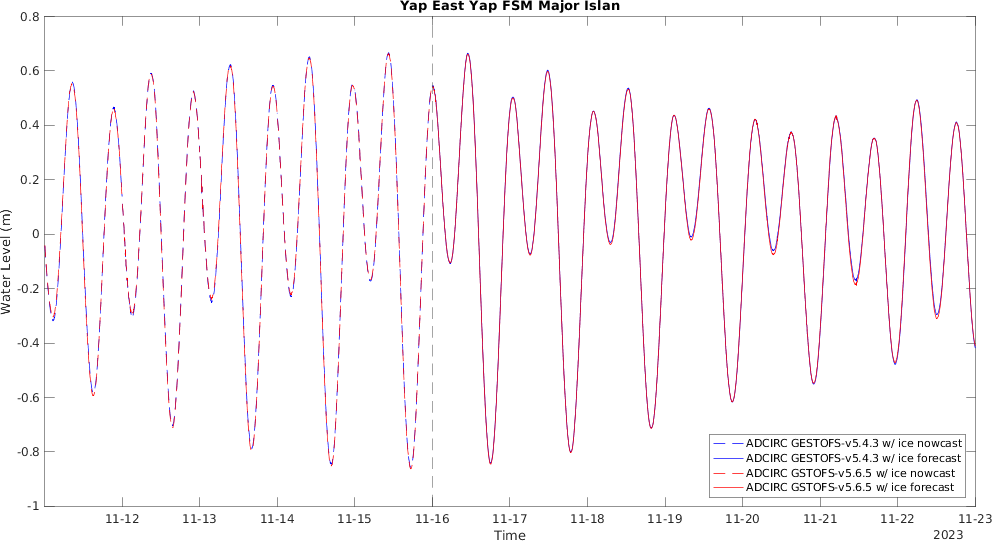 Yap East Yap FSM Major Islan
0.8
0.6
0.4
0.2
0
-0.2
-0.4
-0.6
-0.8
-1
Water Level (m)
ADCIRC GESTOFS-v5.4.3 w/ ice nowcast
ADCIRC GESTOFS-v5.4.3 w/ ice forecast
ADCIRC GSTOFS-v5.6.5 w/ ice nowcast
ADCIRC GSTOFS-v5.6.5 w/ ice forecast
11-12 11-13 11-14 11-15 11-16 11-17 11-18 11-19 11-20 11-21 11-22 11-23
Time
2023